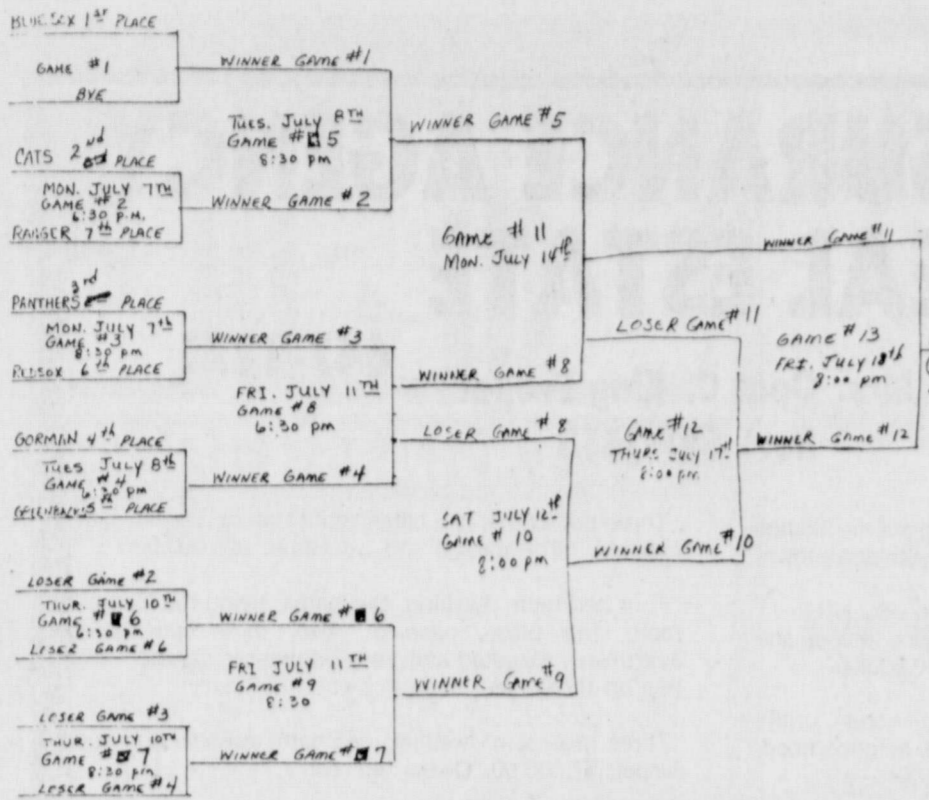 BLUESOX 1ST PLACE
GAME #1
BYE
WINNER GAME #1
TUES. JULY 8TH
GAME # 5
8:30 pm
WINNER GAME #5
CATS 2nd PLACE
MON. JULY 7TH
GAME # 2
6:30 P.M.
RANGER 7th PLACE
WINNER GAME #2
GAME # 11
MON. JULY 14th
WINNER GAME #11
3rd
PANTHERS PLACE
MON. JULY 7th
GAME #3
8:30 pm
REDSOX 6th PLACE
WINNER GAME #3
WINNER GAME #8
LOSER GAME #11
GAME #13
FRI. JULY 18th
8:00 pm.
FRI. JULY 11TH
GAME #8
6:30 pm
LOSER GAME #8
GORMAN 4th PLACE
TUES JULY 8th
GAME #4
6:30 pm
5th PLACE
WINNER GAME #4
GAME #12
THURS JULY 17th
8:00 pm
WINNER GAME #12
SAT JULY 12th
GAME # 10
8:00 pm
WINNER GAME #10
LOSER GAME #2
THUR. JULY 10TH
GAME # 6
6:30 pm
LOSER GAME #6
WINNER GAME # 6
FRI JULY 11TH
GAME #9
8:30
WINNER GAME #9
LOSER GAME #3
THUR. JULY 10TH
GAME # 7
8:30 pm
LOSER GAME #4
WINNER GAME # 7